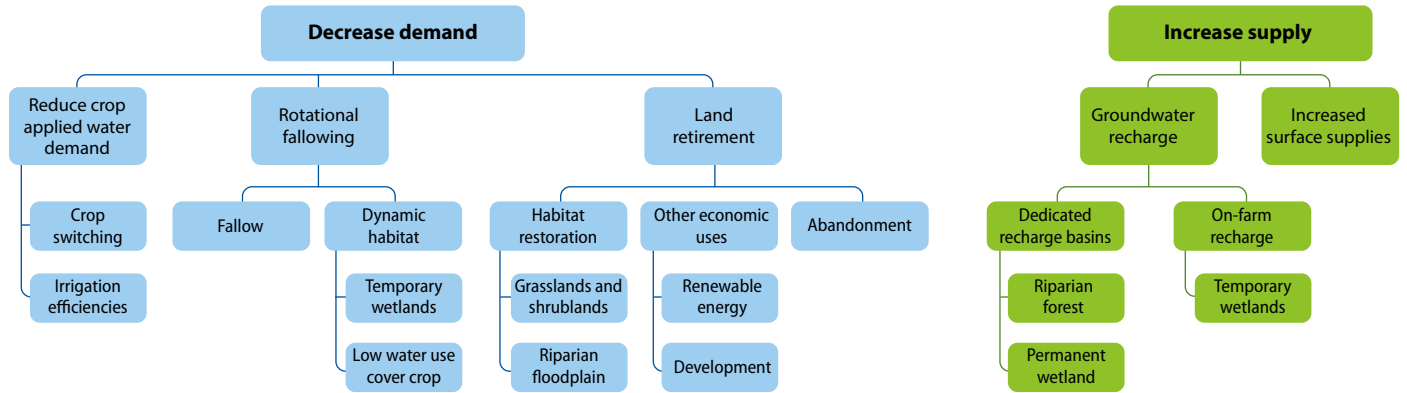 Decrease demand
Increase supply
Reduce crop
applied water
demand
Rotational
fallowing
Land
retirement
Groundwater
recharge
Increased
surface supplies
Crop
switching
Irrigation
efficiencies
Fallow
Dynamic
habitat
Temporary
wetlands
Low water use
cover crop
Habitat
restoration
Grasslands and
shrublands
Riparian
floodplain
Other economic
uses
Renewable
energy
Development
Abandonment
Dedicated
recharge basins
Riparian
forest
Permanent
wetland
On-farm
recharge
Temporary
wetlands